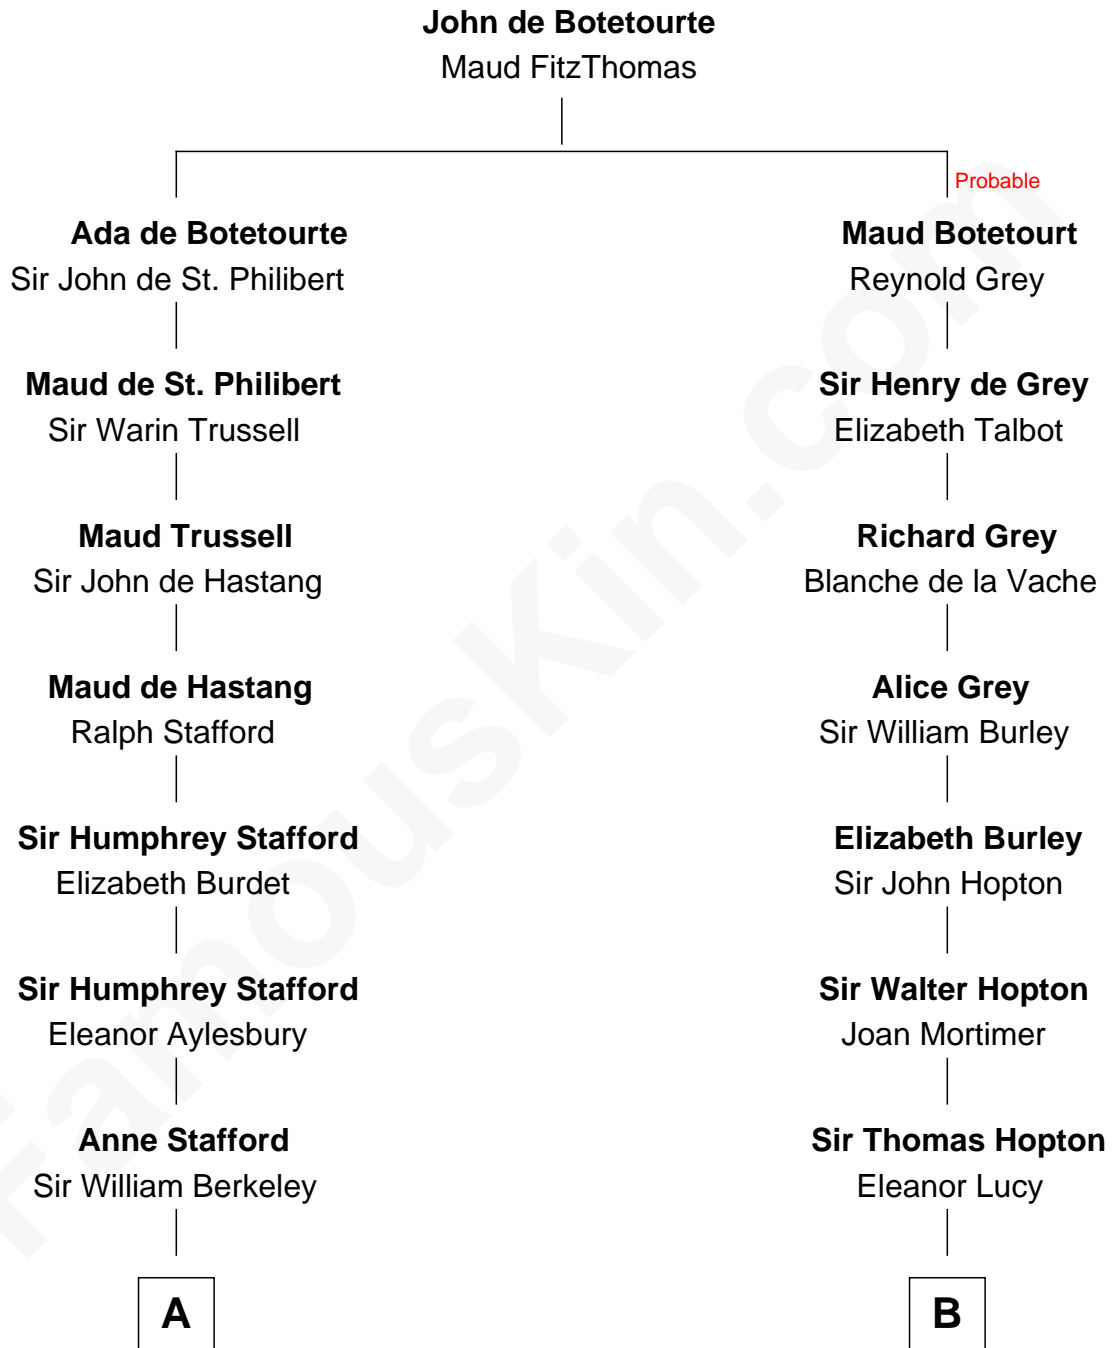 John de Botetourte
Maud FitzThomas
Probable
Ada de Botetourte
Sir John de St. Philibert
Maud Botetourt
Reynold Grey
Maud de St. Philibert
Sir Warin Trussell
Sir Henry de Grey
Elizabeth Talbot
Maud Trussell
Sir John de Hastang
Richard Grey
Blanche de la Vache
Maud de Hastang
Ralph Stafford
Alice Grey
Sir William Burley
Sir Humphrey Stafford
Elizabeth Burdet
Elizabeth Burley
Sir John Hopton
Sir Humphrey Stafford
Eleanor Aylesbury
Sir Walter Hopton
Joan Mortimer
Anne Stafford
Sir William Berkeley
Sir Thomas Hopton
Eleanor Lucy
A
B
FamousKin.com